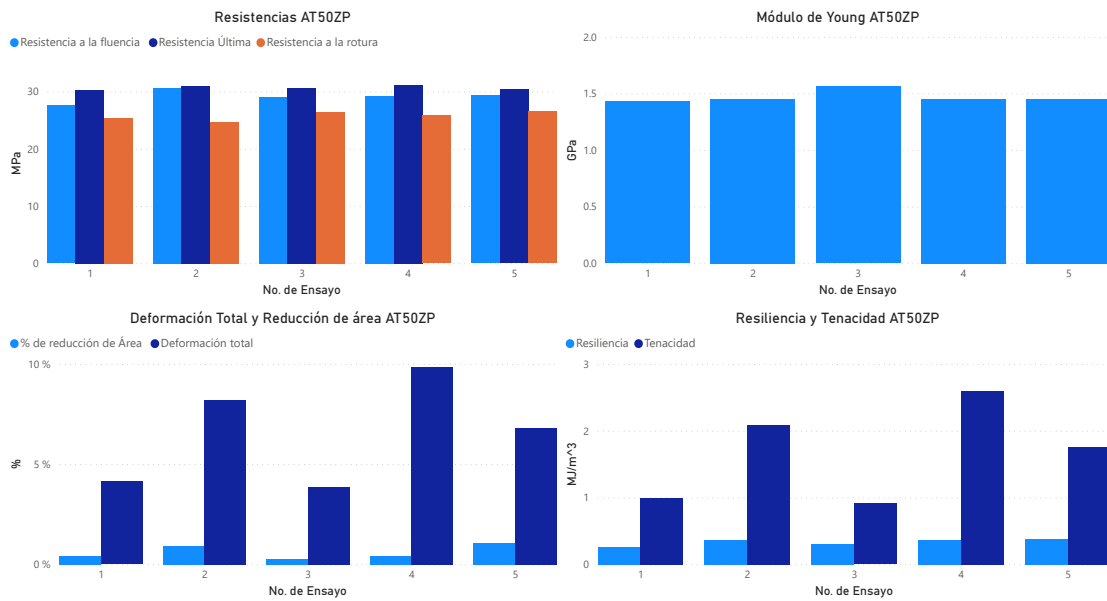 Resistencias AT50ZP
Resistencia a la fluencia Resistencia Última Resistencia a la rotura
30
20
10
0
MPa
1 2 3 4 5
No. de Ensayo
Módulo de Young AT50ZP
2.0
1.5
1.0
0.5
0.0
GPa
1 2 3 4 5
No. de Ensayo
Deformación Total y Reducción de área AT50ZP
% de reducción de Área Deformación total
10 %
5 %
0 %
%
1 2 3 4 5
No. de Ensayo
Resiliencia y Tenacidad AT50ZP
Resiliencia Tenacidad
3
2
1
0
MJ/m^3
1 2 3 4 5
No. de Ensayo